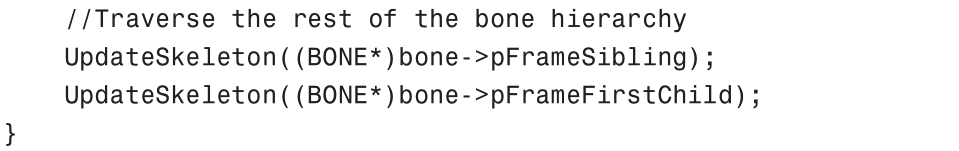 //Traverse the rest of the bone hierarchy
    UpdateSkeleton((BONE*)bone->pFrameSibling);
    UpdateSkeleton((BONE*)bone->pFrameFirstChild);
}